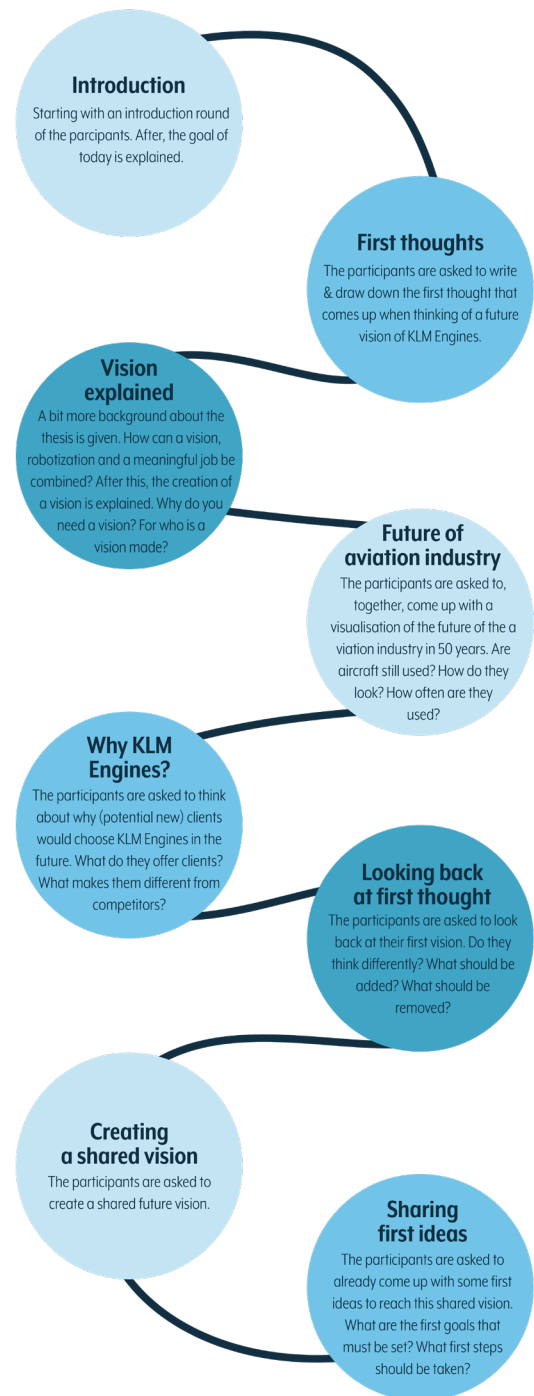 Introduction
Starting with an introduction round
of the parcipants. After, the goal of
today is explained.
First thoughts
The participants are asked to write
& draw down the first thought that
comes up when thinking of a future
vision of KLM Engines.
Vision
explained
A bit more background about the
thesis is given. How can a vision,
robotization and a meaningful job be
combined? After this, the creation of
a vision is explained. Why do you
need a vision? For who is a
vision made?
Future of
aviation industry
The participants are asked to,
together, come up with a
visualisation of the future of the a
viation industry in 50 years. Are
aircraft still used? How do they
look? How often are they
used?
Why KLM
Engines?
The participants are asked to think
about why (potential new) clients
would choose KLM Engines in the
future. What do they offer clients?
What makes them different from
competitors?
Looking back
at first thought
The participants are asked to look
back at their first vision. Do they
think differently? What should be
added? What should be
removed?
Creating
a shared vision
The participants are asked to
create a shared future vision.
Sharing
first ideas
The participants are asked to
already come up with some first
ideas to reach this shared vision.
What are the first goals that
must be set? What first steps
should be taken?